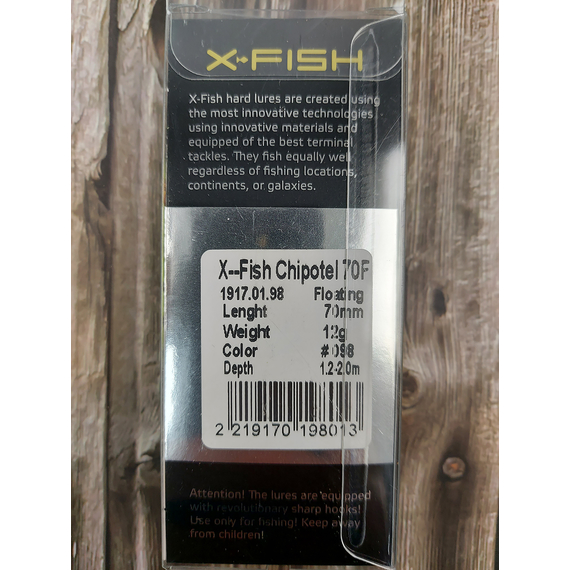 X-FISH
X-Fish hard lures are created using
the most innovative technologies
using innovative materials and
equipped of the best terminal
tackles. They fish equally well
regardless of fishing locations,
continents, or galaxies.
X--Fish Chipotel 70F
1917.01.98 Floating
Lenght 70mm
Weight 12g
Color #098
Depth 1.2-2.0m
2 219170 198013
Attention! The lures are equipped
with revolutionary sharp hooks!
Use only for fishing! Keep away
from children!